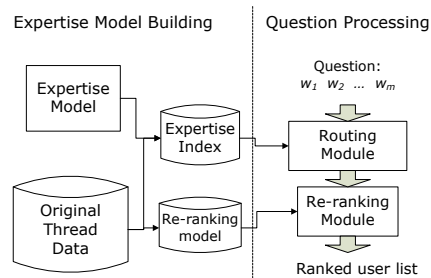 Expertise Model Building
Question Processing
Question:
w1 w2 ... wm
Expertise
Model
Expertise
Index
Routing
Module
Original
Thread
Data
Re-ranking
model
Re-ranking
Module
Ranked user list